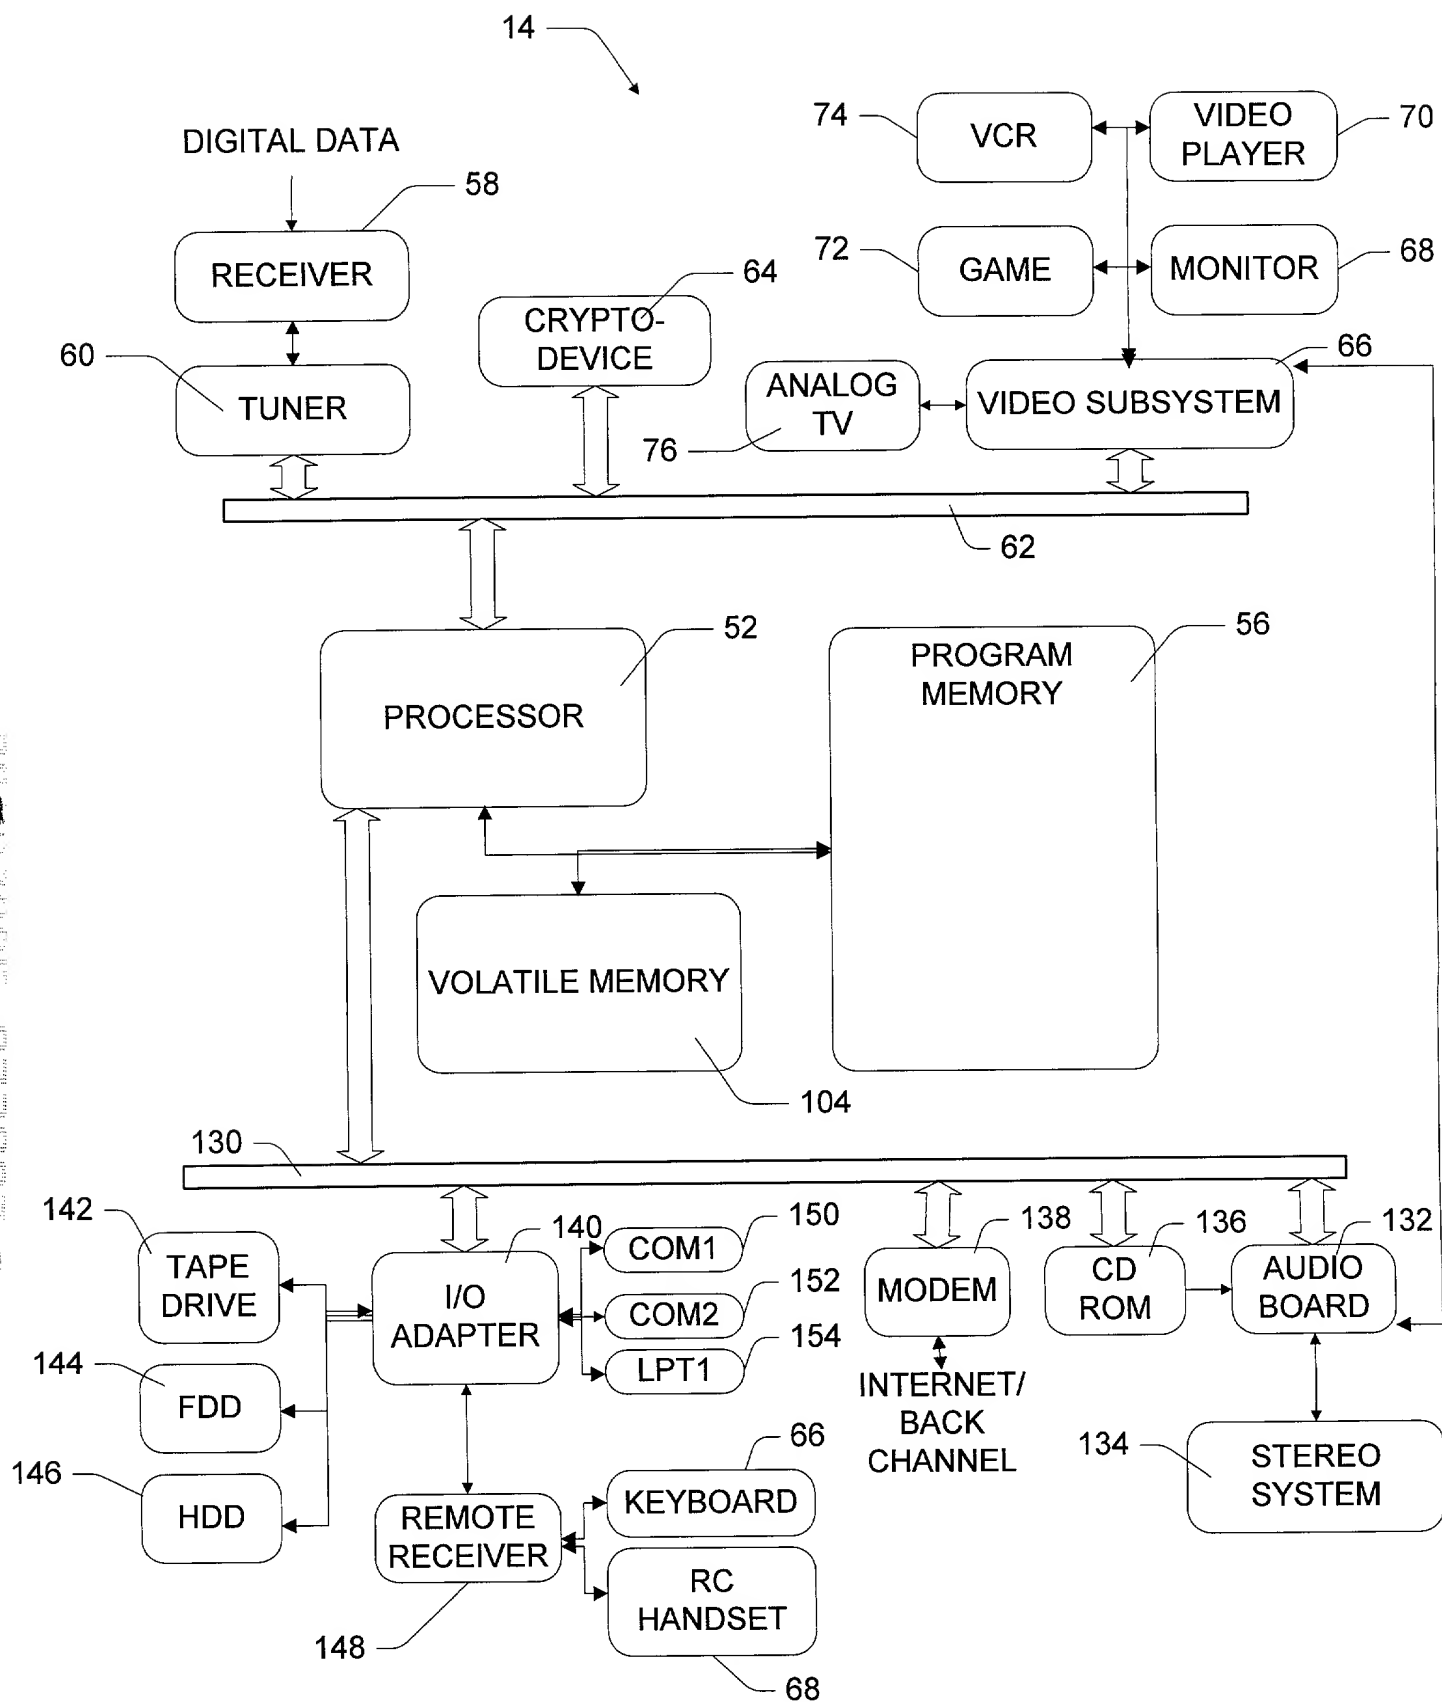 14
DIGITAL DATA
58
RECEIVER
60
TUNER
64
CRYPTO-
DEVICE
74
VCR
VIDEO
PLAYER
70
72
GAME
MONITOR
68
ANALOG
TV
76
VIDEO SUBSYSTEM
66
62
52
PROCESSOR
PROGRAM
MEMORY
56
VOLATILE MEMORY
104
130
142
TAPE
DRIVE
144
FDD
146
HDD
140
I/O
ADAPTER
150
COM1
152
COM2
154
LPT1
138
MODEM
INTERNET/
BACK
CHANNEL
136
CD
ROM
132
AUDIO
BOARD
134
STEREO
SYSTEM
REMOTE
RECEIVER
148
66
KEYBOARD
RC
HANDSET
68